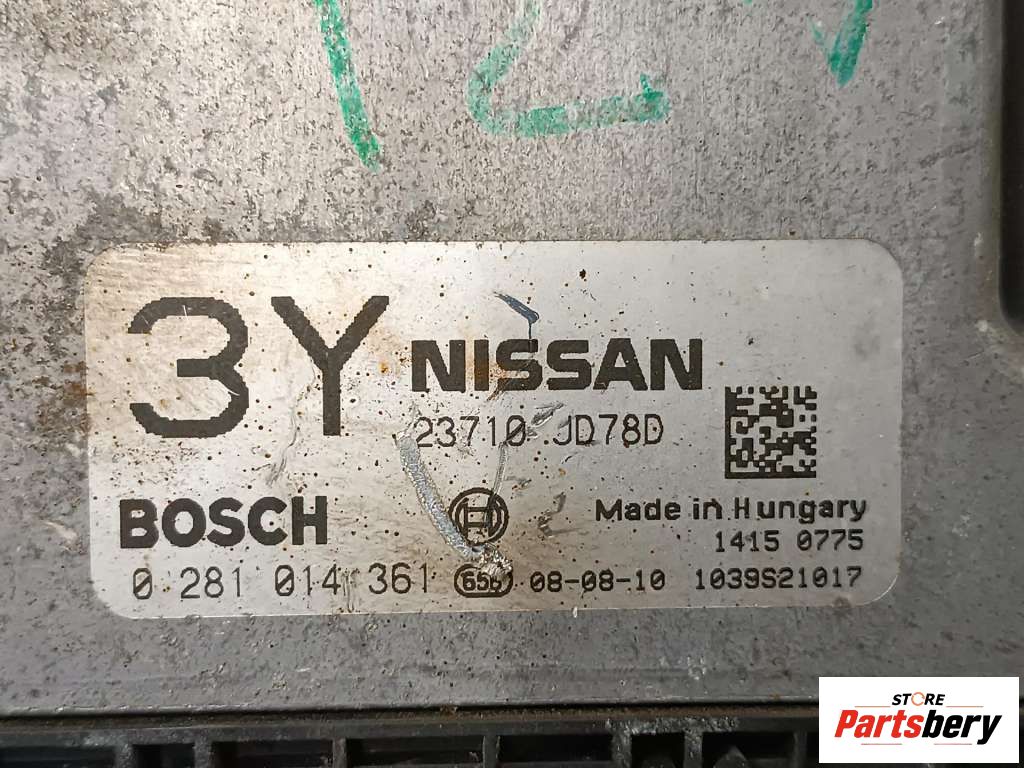 3Y NISSAN
23710 JD78D
BOSCH
Made in Hungary
1415 0775
0 281 014 361 08-08-10 1039S21017
STORE
Partsbery